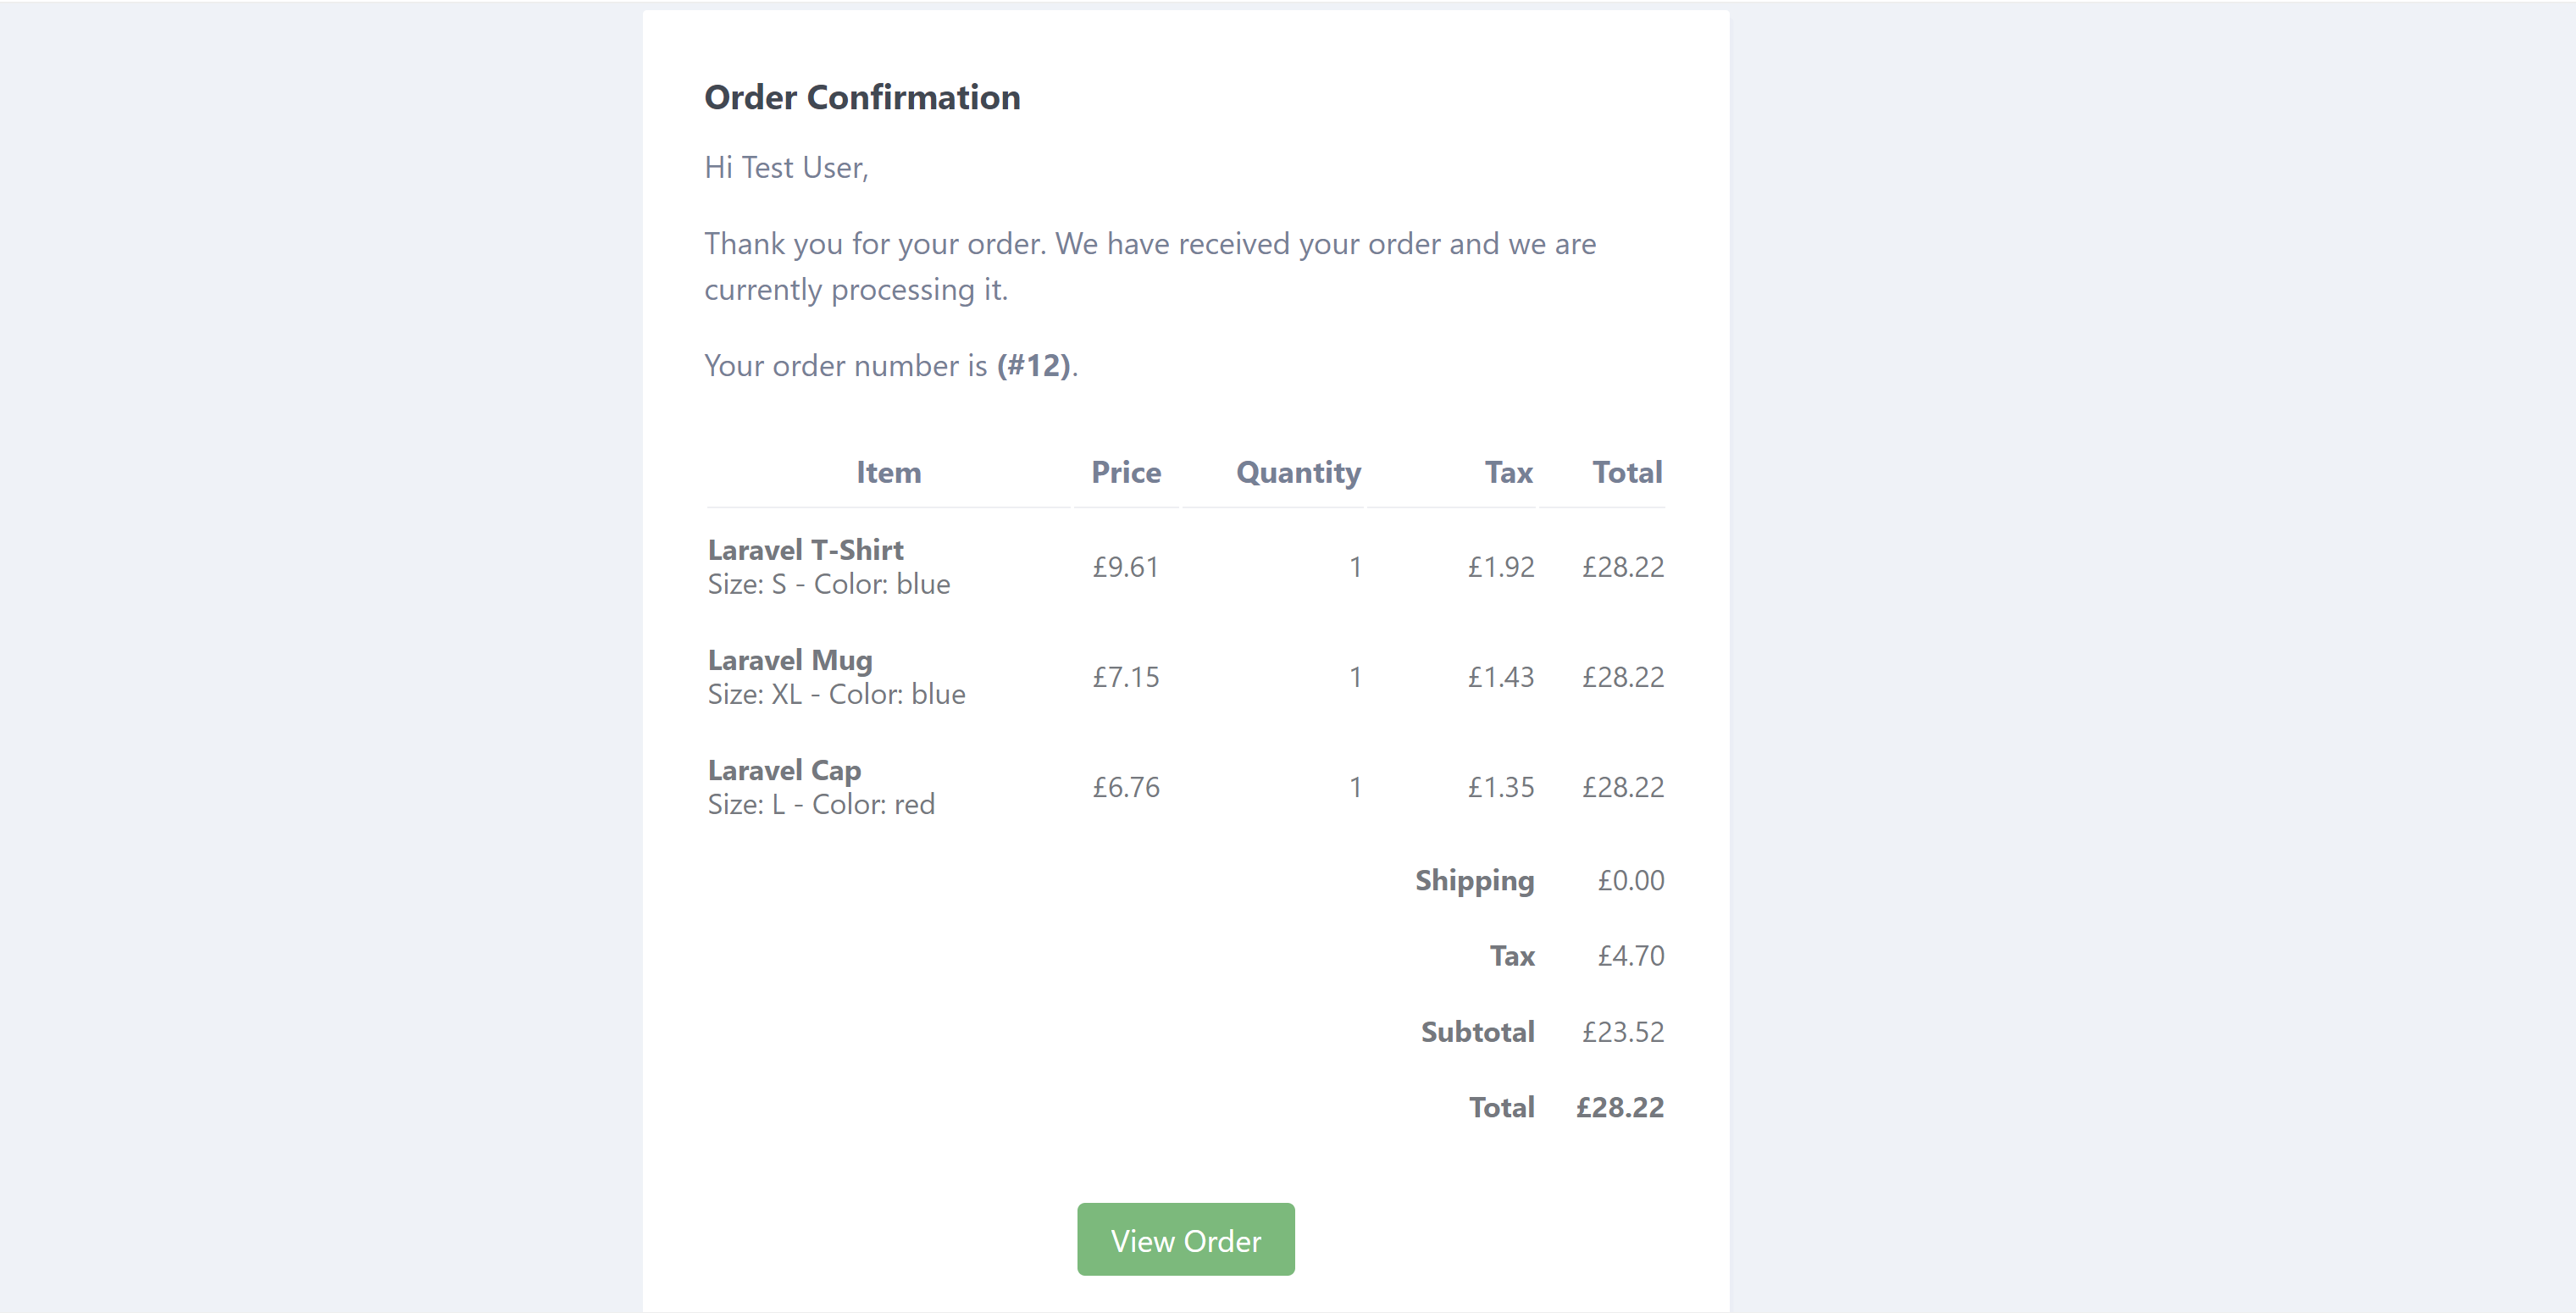 Order Confirmation
Hi Test User,
Thank you for your order. We have received your order and we are
currently processing it.
Your order number is (#12).
Item Price Quantity Tax Total
Laravel T-Shirt
Size: S - Color: blue £9.61 1 £1.92 £28.22
Laravel Mug
Size: XL - Color: blue £7.15 1 £1.43 £28.22
Laravel Cap
Size: L - Color: red £6.76 1 £1.35 £28.22
Shipping £0.00
Tax £4.70
Subtotal £23.52
Total £28.22
View Order